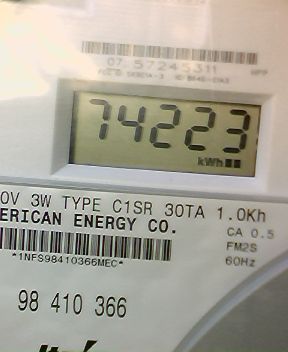 07 57245311
74223
kWh
0V 3W TYPE C1SR 30TA 1.0Kh
ERICAN ENERGY CO.
CA 0.5
FM2S
*1NFS98410366MEC*
60Hz
98 410 366